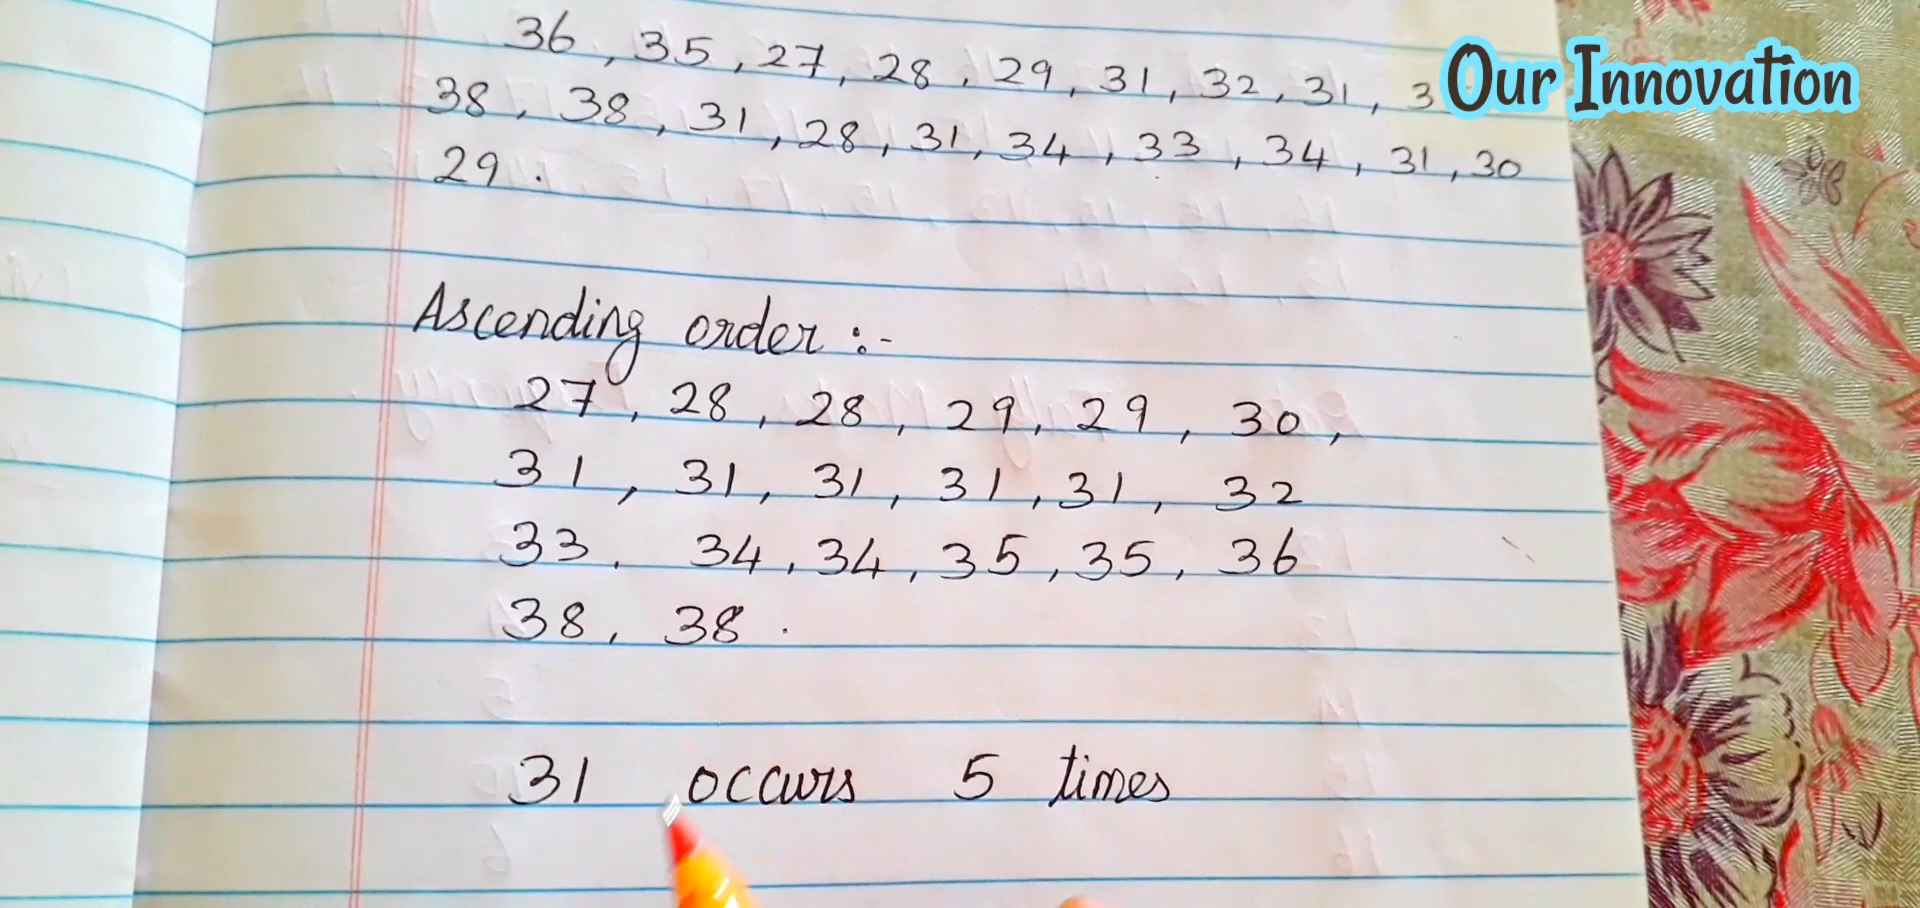 36, 35, 27, 28, 29, 31, 32, 31, 3
Our Innovation
38, 38, 31, 28, 31, 34, 33, 34, 31, 30
29.
Ascending order :-
27, 28, 28, 29, 29, 30,
31, 31, 31, 31, 31, 32
33, 34, 34, 35, 35, 36
38, 38.
31 occurs 5 times